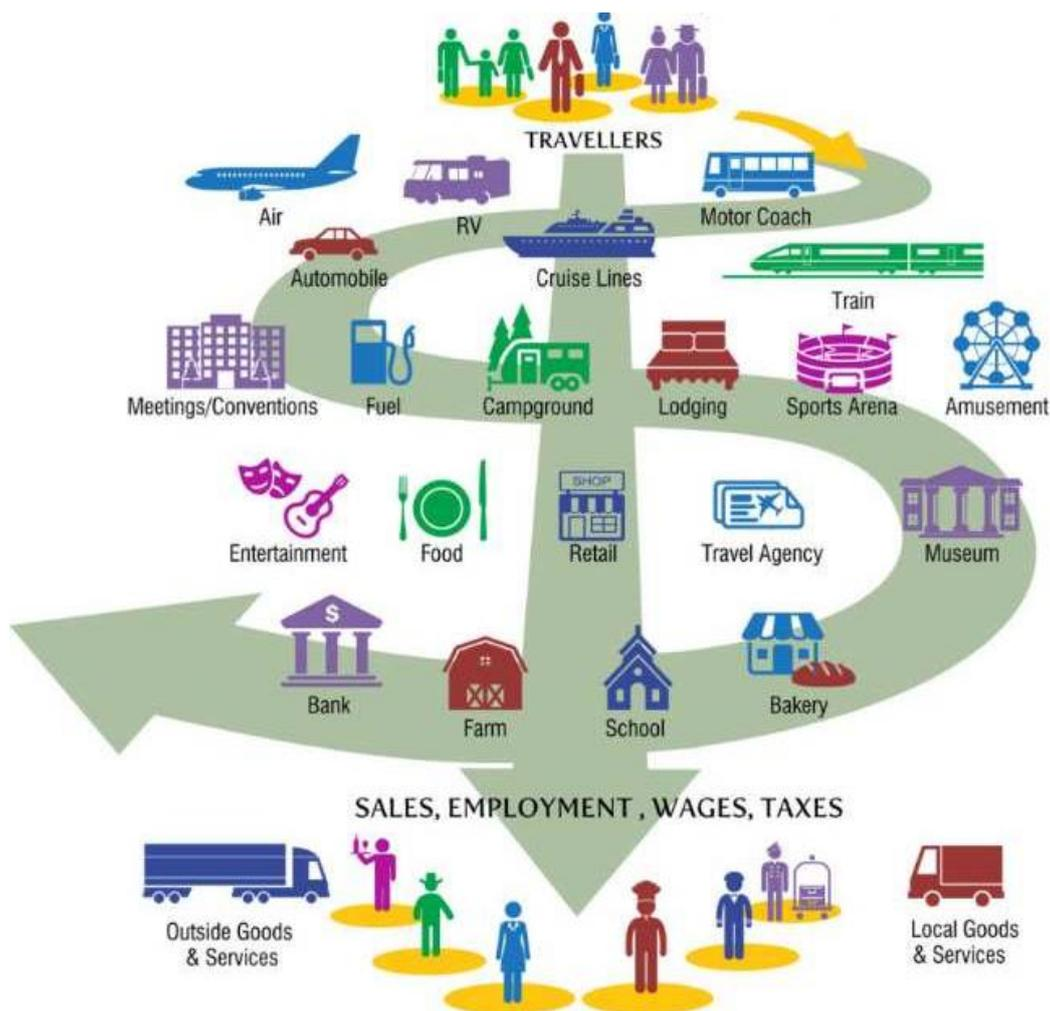 TRAVELLERS
Air
RV
Motor Coach
Automobile
Cruise Lines
Train
Meetings/Conventions
Fuel
Campground
Lodging
Sports Arena
Amusement
SHOP
Entertainment
Food
Retail
Travel Agency
Museum
$
Bank
Farm
School
Bakery
SALES, EMPLOYMENT , WAGES, TAXES
Outside Goods
& Services
Local Goods
& Services